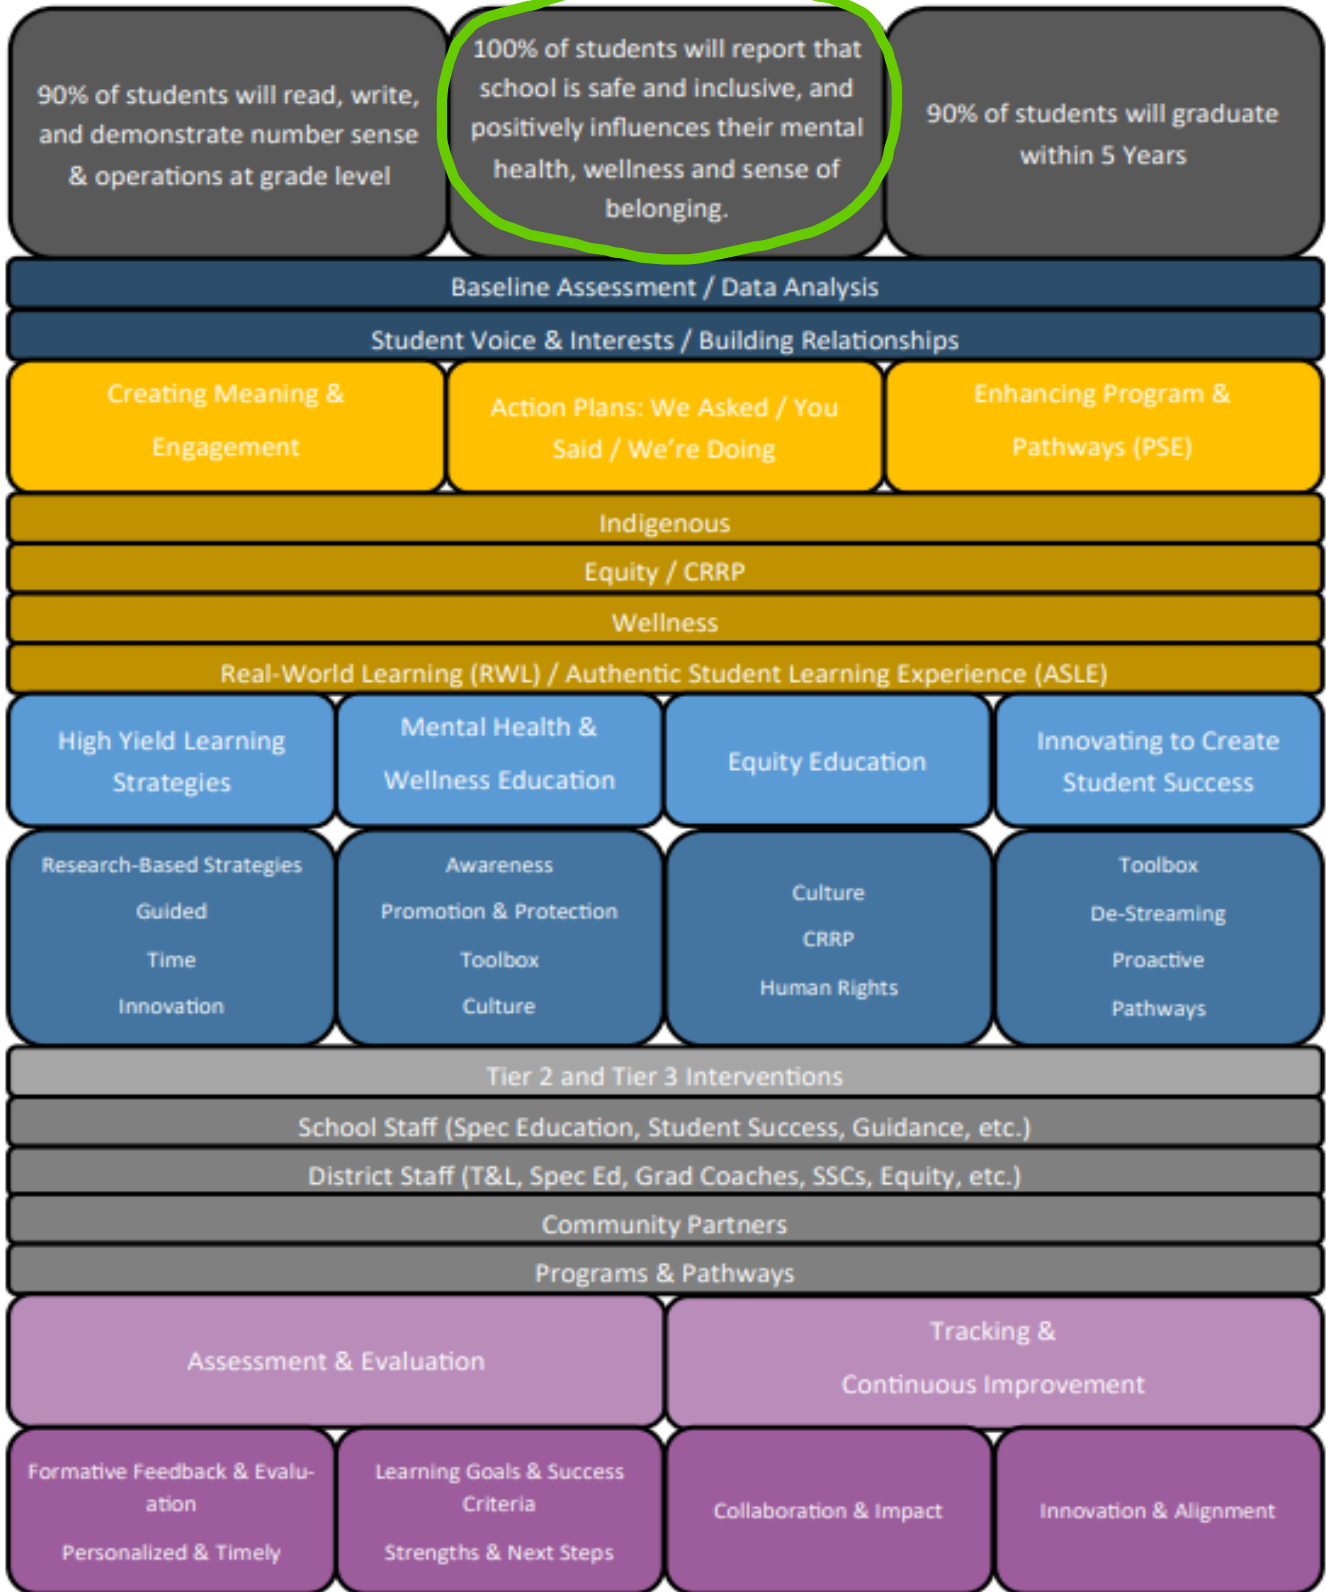 90% of students will read, write,
and demonstrate number sense
& operations at grade level
100% of students will report that
school is safe and inclusive, and
positively influences their mental
health, wellness and sense of
belonging.
90% of students will graduate
within 5 Years
Baseline Assessment / Data Analysis
Student Voice & Interests / Building Relationships
Creating Meaning &
Engagement
Action Plans: We Asked / You
Said / We're Doing
Enhancing Program &
Pathways (PSE)
Indigenous
Equity / CRRP
Wellness
Real-World Learning (RWL) / Authentic Student Learning Experience (ASLE)
High Yield Learning
Strategies
Mental Health &
Wellness Education
Equity Education
Innovating to Create
Student Success
Research-Based Strategies
Guided
Time
Innovation
Awareness
Promotion & Protection
Toolbox
Culture
Culture
CRRP
Human Rights
Toolbox
De-Streaming
Proactive
Pathways
Tier 2 and Tier 3 Interventions
School Staff (Spec Education, Student Success, Guidance, etc.)
District Staff (T&L, Spec Ed, Grad Coaches, SSCs, Equity, etc.)
Community Partners
Programs & Pathways
Assessment & Evaluation
Tracking &
Continuous Improvement
Formative Feedback & Evalu-
ation
Personalized & Timely
Learning Goals & Success
Criteria
Strengths & Next Steps
Collaboration & Impact
Innovation & Alignment